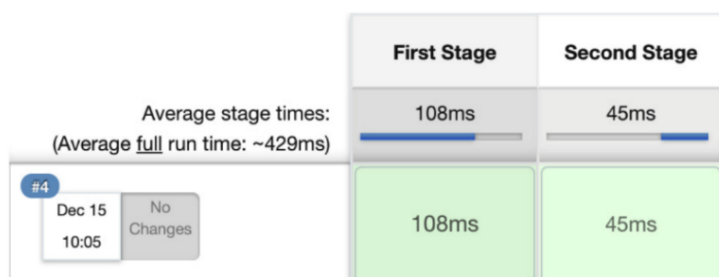 First Stage
Second Stage
Average stage times:
108ms
45ms
(Average full run time: ~429ms)
#4
Dec 15
No
Changes
10:05
108ms
45ms